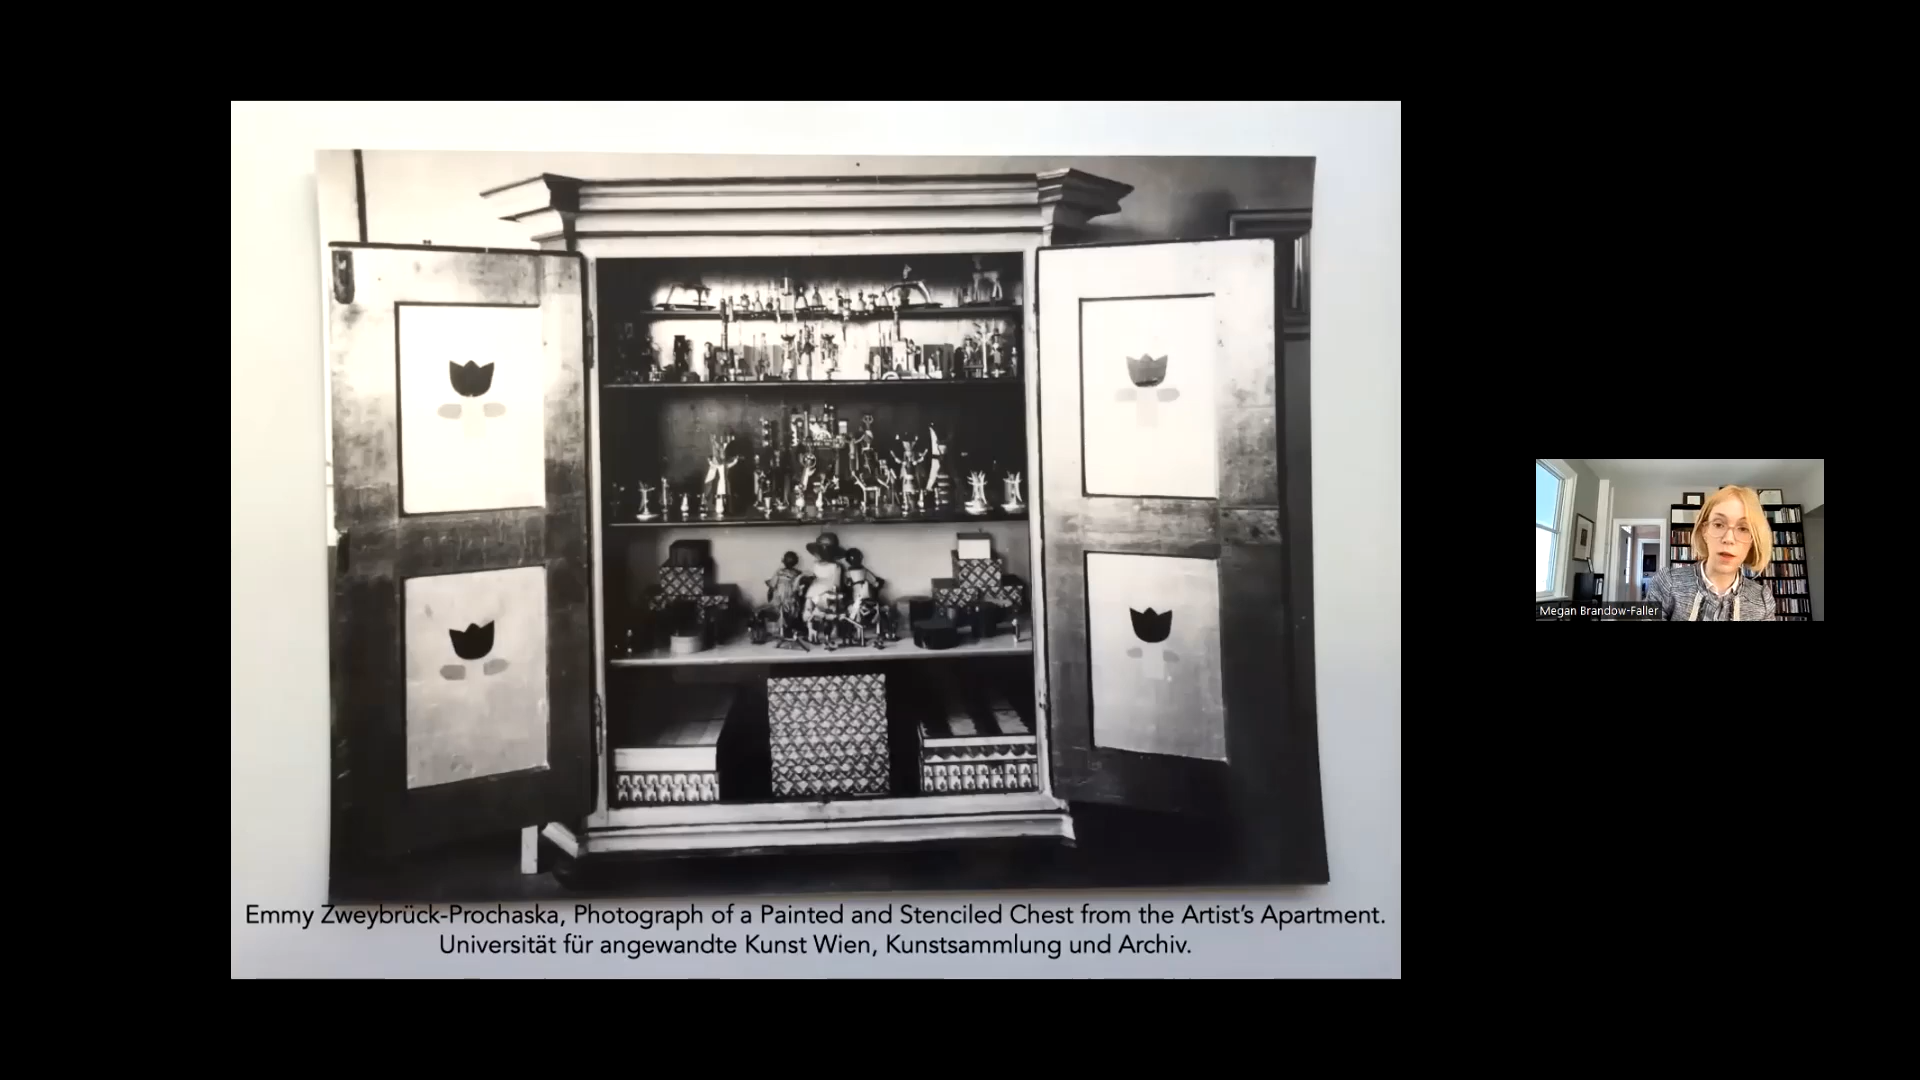 Emmy Zweybrück-Prochaska, Photograph of a Painted and Stenciled Chest from the Artist's Apartment.
Universität für angewandte Kunst Wien, Kunstsammlung und Archiv.
Megan Brandow-Faller